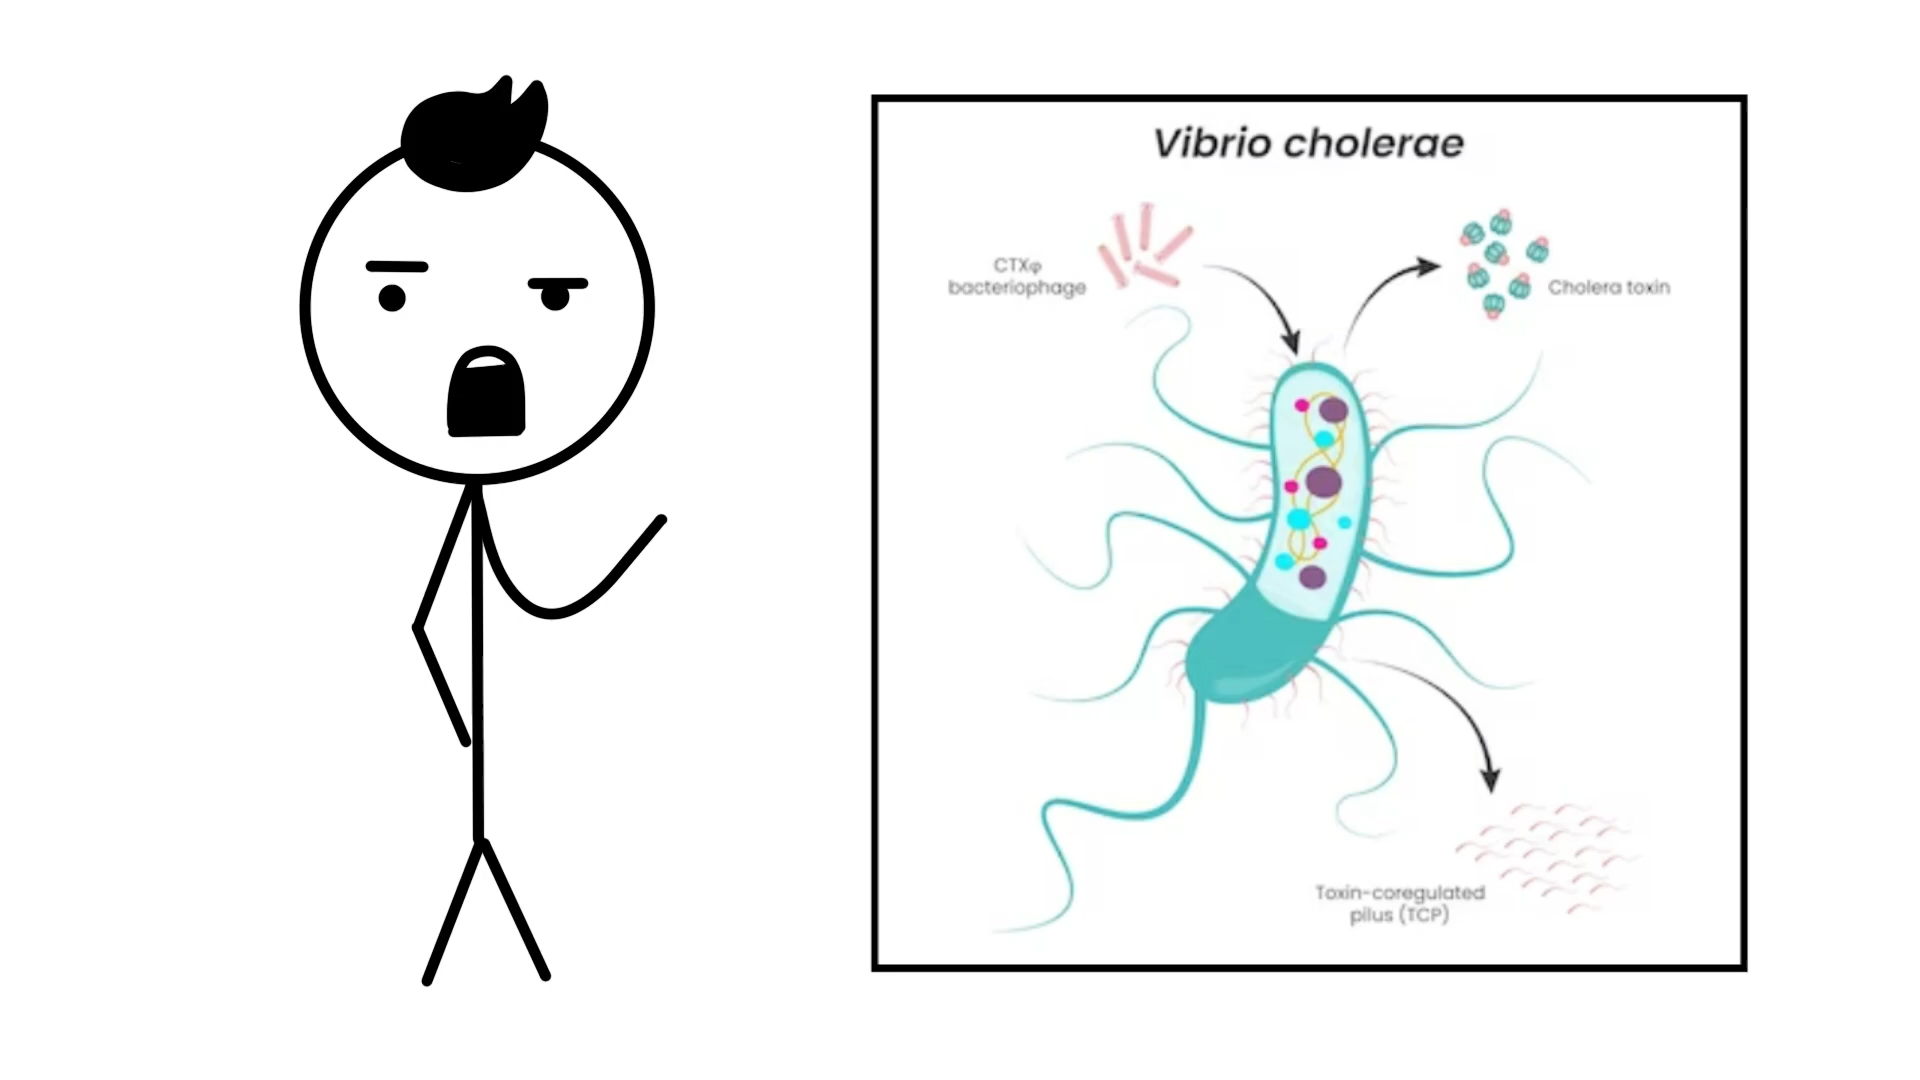 Vibrio cholerae
CTXφ
bacteriophage
Cholera toxin
Toxin-coregulated
pilus (TCP)